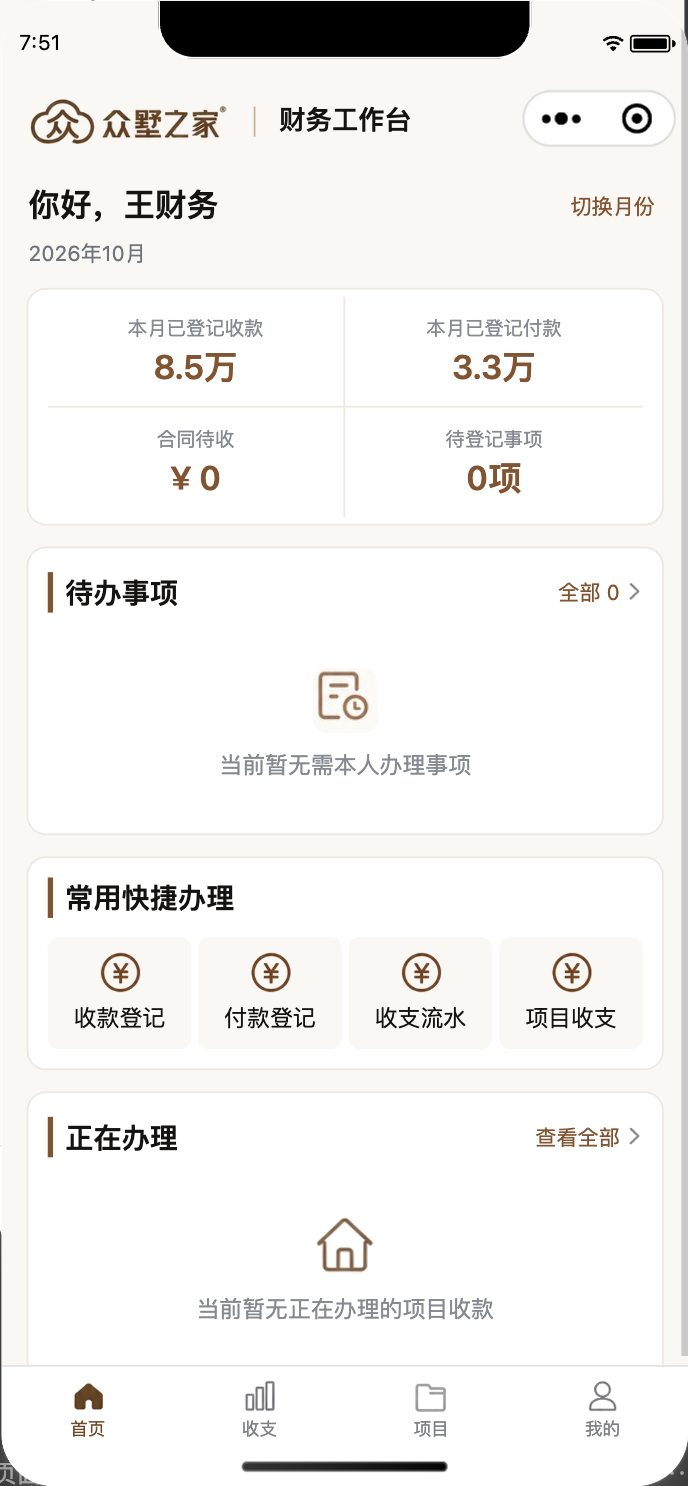 7:51
众墅之家® | 财务工作台
你好，王财务
切换月份
2026年10月
本月已登记收款
本月已登记付款
8.5万
3.3万
合同待收
待登记事项
¥ 0
0项
待办事项
全部 0
当前暂无需本人办理事项
常用快捷办理
收款登记
付款登记
收支流水
项目收支
正在办理
查看全部
当前暂无正在办理的项目收款
首页
收支
项目
我的